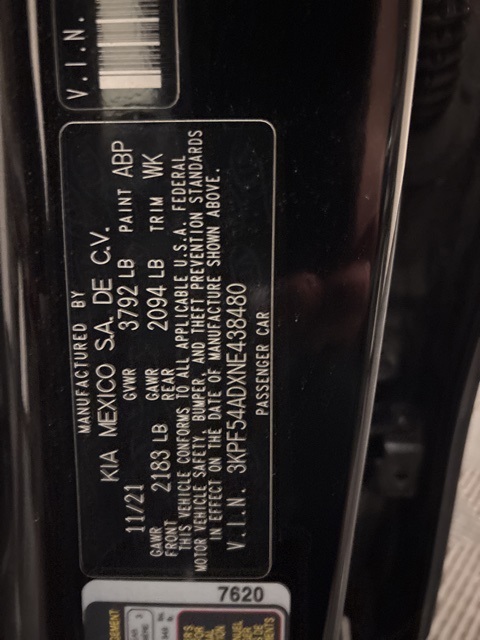 V.I.N.
MANUFACTURED BY
KIA MEXICO S.A. DE C.V.
11/21 GVWR 3792 LB PAINT ABP
GAWR FRONT 2183 LB GAWR REAR 2094 LB TRIM WK
THIS VEHICLE CONFORMS TO ALL APPLICABLE U.S.A. FEDERAL
MOTOR VEHICLE SAFETY, BUMPER, AND THEFT PREVENTION STANDARDS
IN EFFECT ON THE DATE OF MANUFACTURE SHOWN ABOVE.
V.I.N. 3KPF54ADXNE438480
PASSENGER CAR
7620